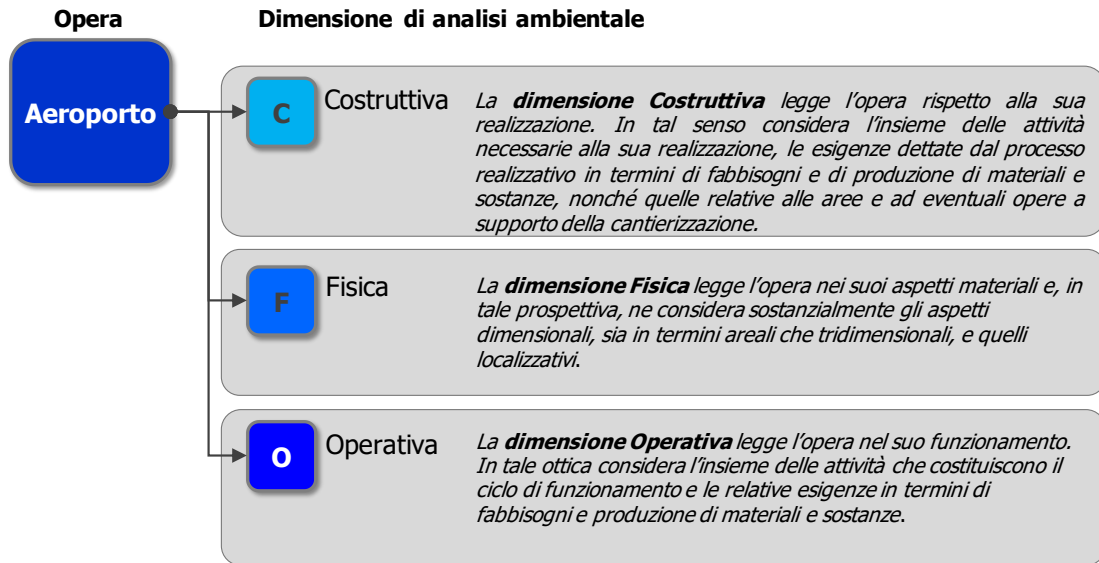 Opera
Dimensione di analisi ambientale
Aeroporto
C
Costruttiva
La dimensione Costruttiva legge l'opera rispetto alla sua
realizzazione. In tal senso considera l'insieme delle attività
necessarie alla sua realizzazione, le esigenze dettate dal processo
realizzativo in termini di fabbisogni e di produzione di materiali e
sostanze, nonché quelle relative alle aree e ad eventuali opere a
supporto della cantierizzazione.
F
Fisica
La dimensione Fisica legge l'opera nei suoi aspetti materiali e, in
tale prospettiva, ne considera sostanzialmente gli aspetti
dimensionali, sia in termini areali che tridimensionali, e quelli
localizzativi.
O
Operativa
La dimensione Operativa legge l'opera nel suo funzionamento.
In tale ottica considera l'insieme delle attività che costituiscono il
ciclo di funzionamento e le relative esigenze in termini di
fabbisogni e produzione di materiali e sostanze.